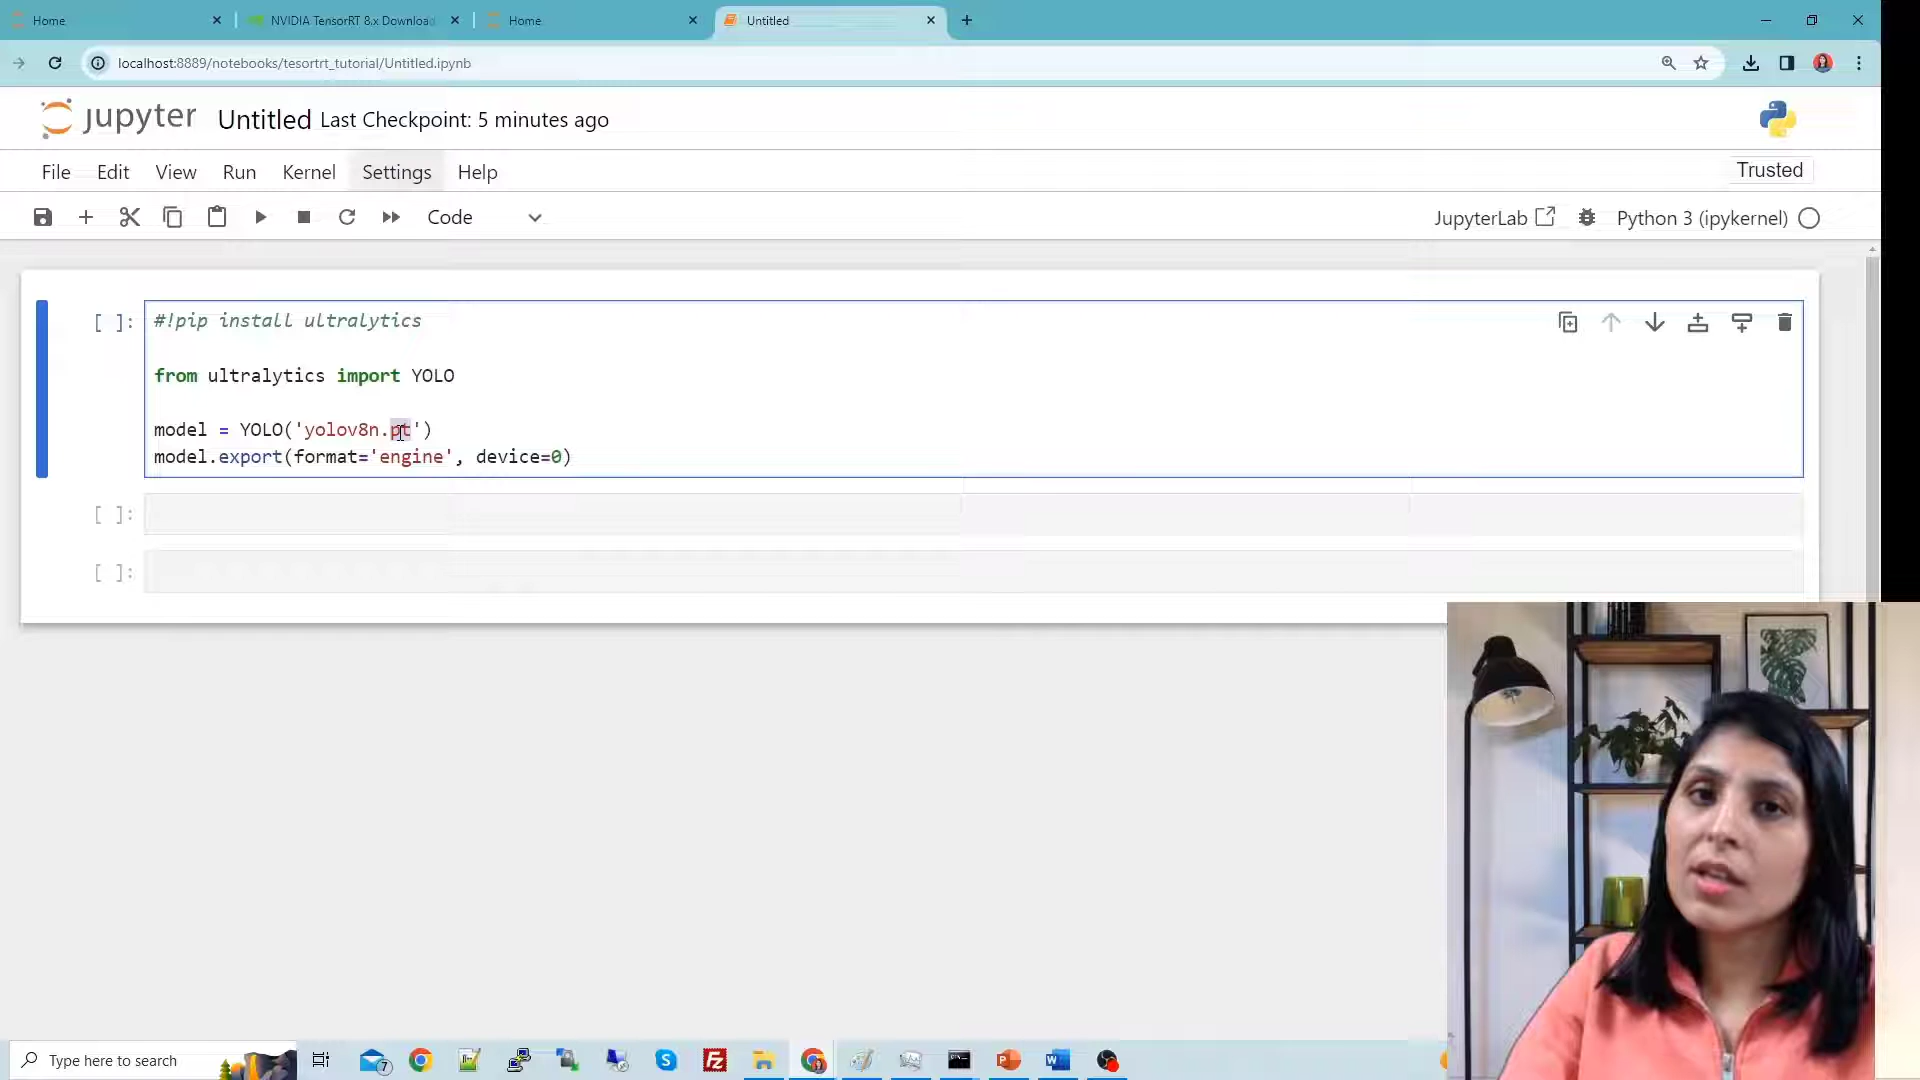 Home
NVIDIA TensorRT 8.x Download
Home
Untitled
localhost:8889/notebooks/tesortrt_tutorial/Untitled.ipynb
jupyter Untitled Last Checkpoint: 5 minutes ago
File Edit View Run Kernel Settings Help
Trusted
Code
JupyterLab
Python 3 (ipykernel)
[ ]:
#!pip install ultralytics
from ultralytics import YOLO
model = YOLO('yolov8n.pt')
model.export(format='engine', device=0)
[ ]:
[ ]:
Type here to search
7